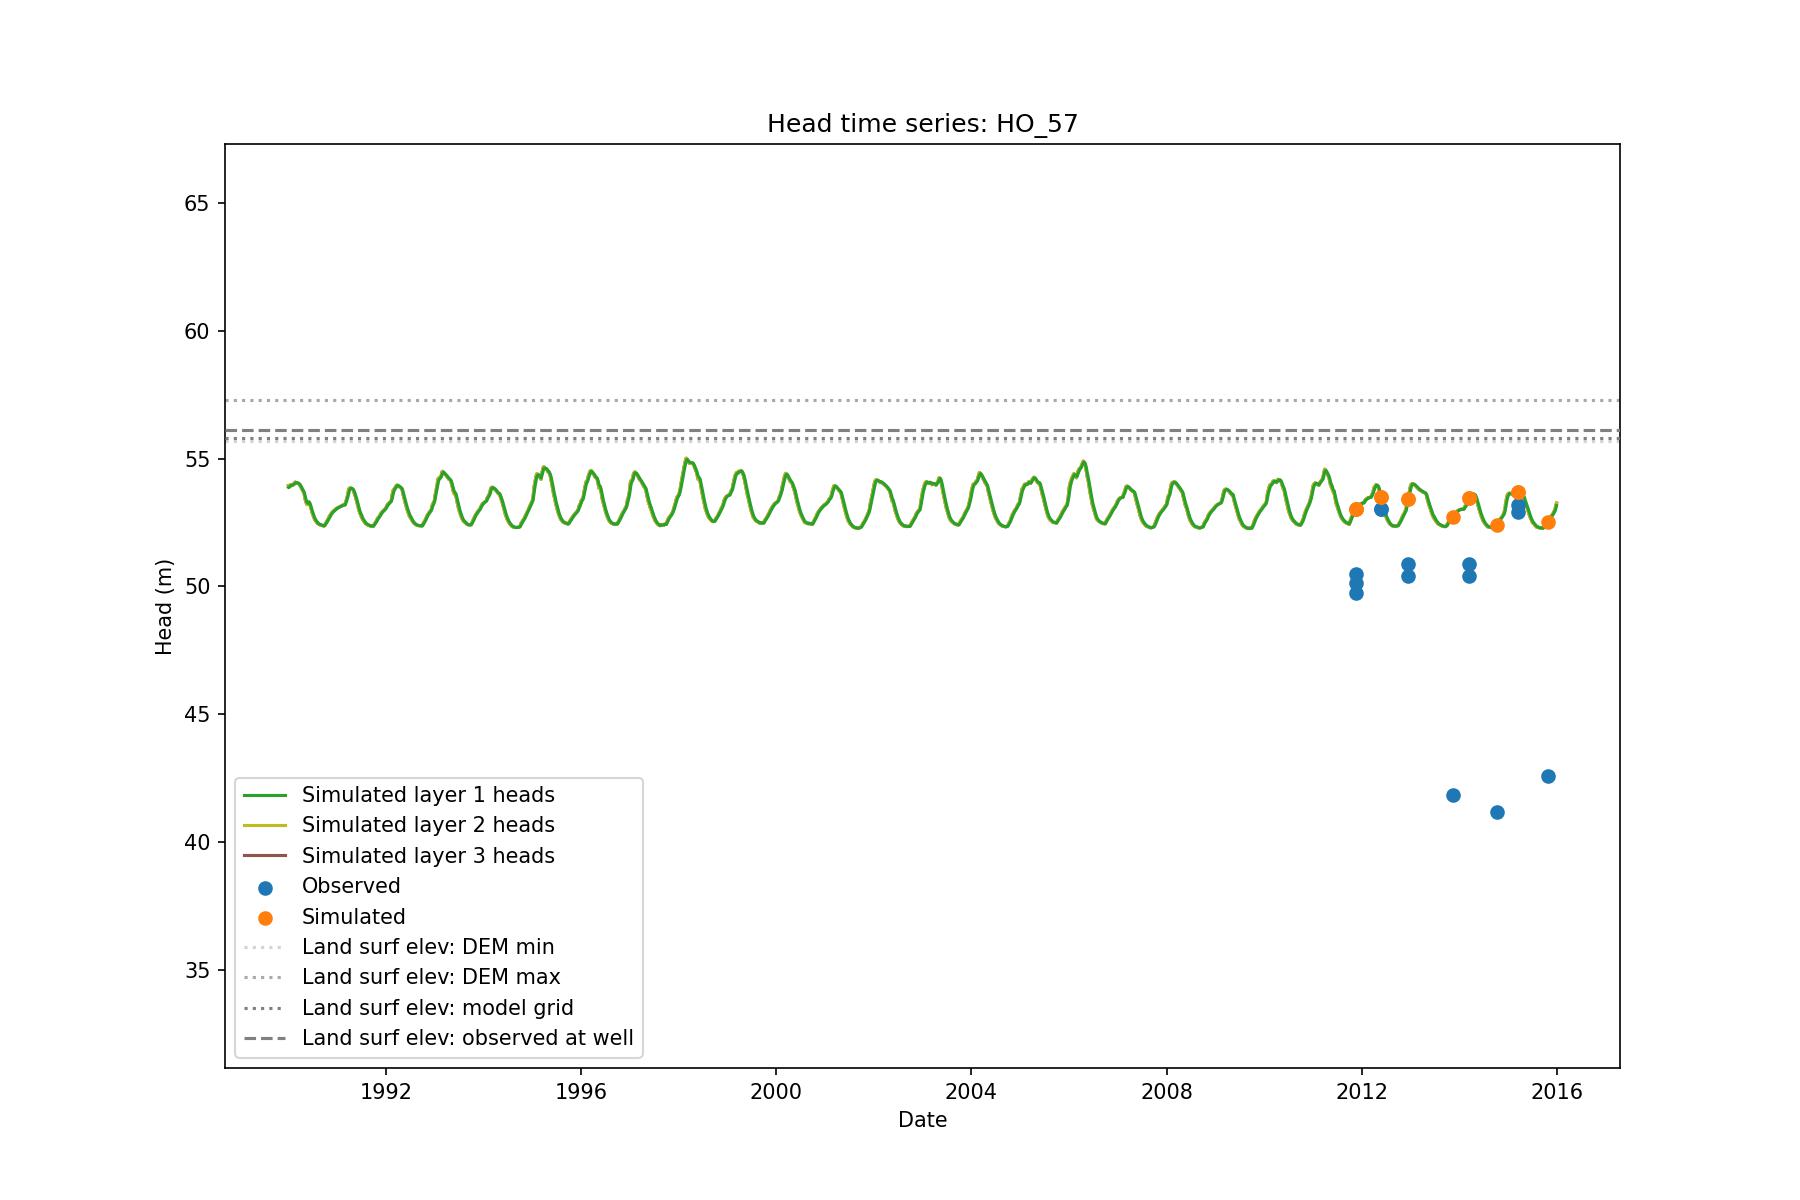 Head time series: HO_57
65
60
55
50
45
40
35
Head (m)
Simulated layer 1 heads
Simulated layer 2 heads
Simulated layer 3 heads
Observed
Simulated
Land surf elev: DEM min
Land surf elev: DEM max
Land surf elev: model grid
Land surf elev: observed at well
1992 1996 2000 2004 2008 2012 2016
Date